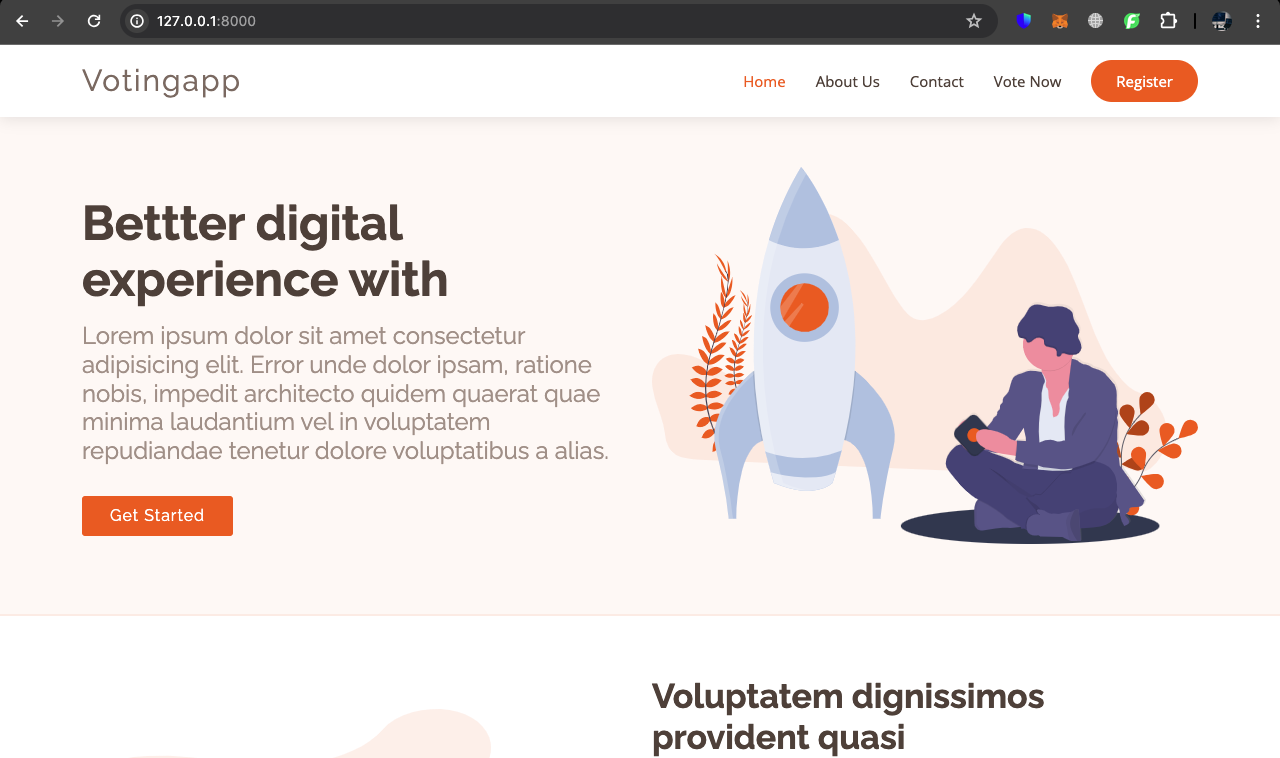 127.0.0.1:8000
Votingapp
Home About Us Contact Vote Now Register
Bettter digital
experience with
Lorem ipsum dolor sit amet consectetur
adipisicing elit. Error unde dolor ipsam, ratione
nobis, impedit architecto quidem quaerat quae
minima laudantium vel in voluptatem
repudiandae tenetur dolore voluptatibus a alias.
Get Started
Voluptatem dignissimos
provident quasi